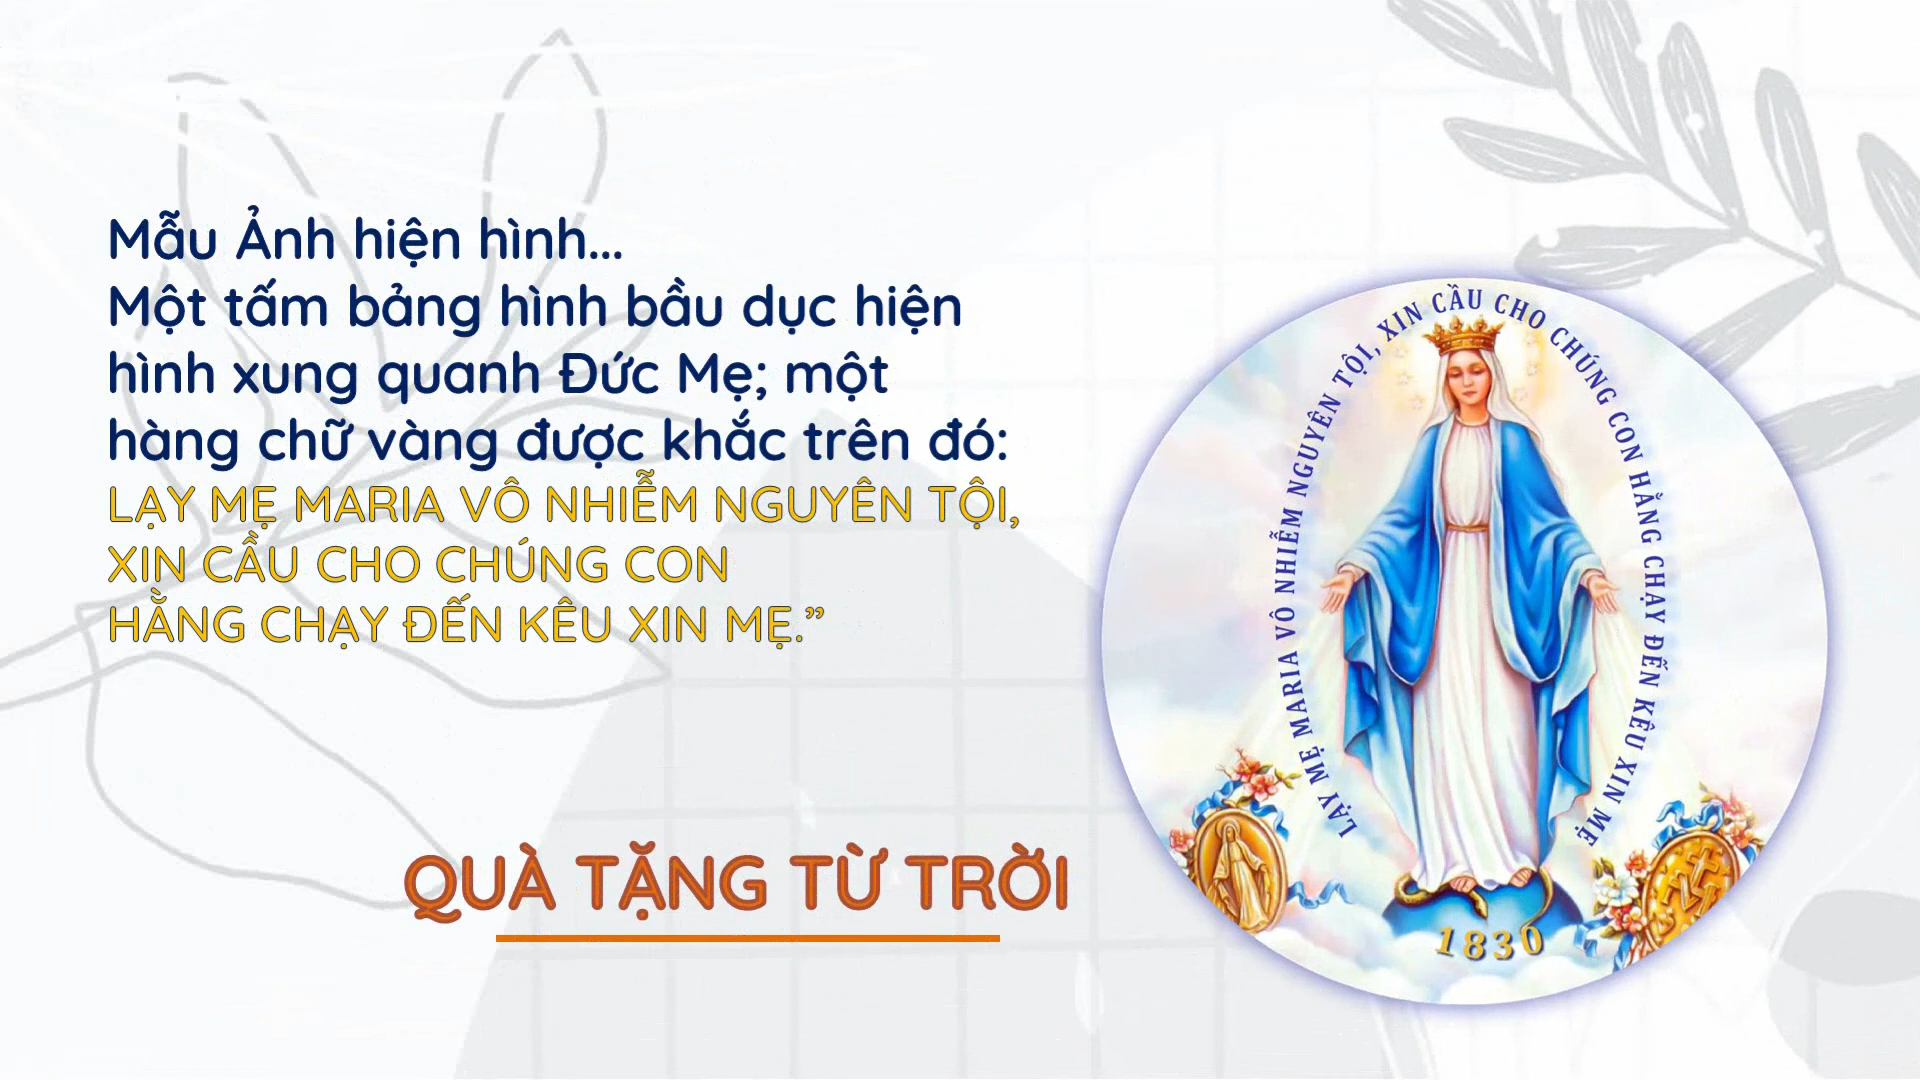 Mẫu Ảnh hiện hình...
Một tấm bảng hình bầu dục hiện
hình xung quanh Đức Mẹ; một
hàng chữ vàng được khắc trên đó:
LẠY MẸ MARIA VÔ NHIỄM NGUYÊN TỘI,
XIN CẦU CHO CHÚNG CON
HẰNG CHẠY ĐẾN KÊU XIN MẸ.”
QUÀ TẶNG TỪ TRỜI
LẠY MẸ MARIA VÔ NHIỄM NGUYÊN TỘI, XIN CẦU CHO CHÚNG CON HẰNG CHẠY ĐẾN KÊU XIN MẸ
1830